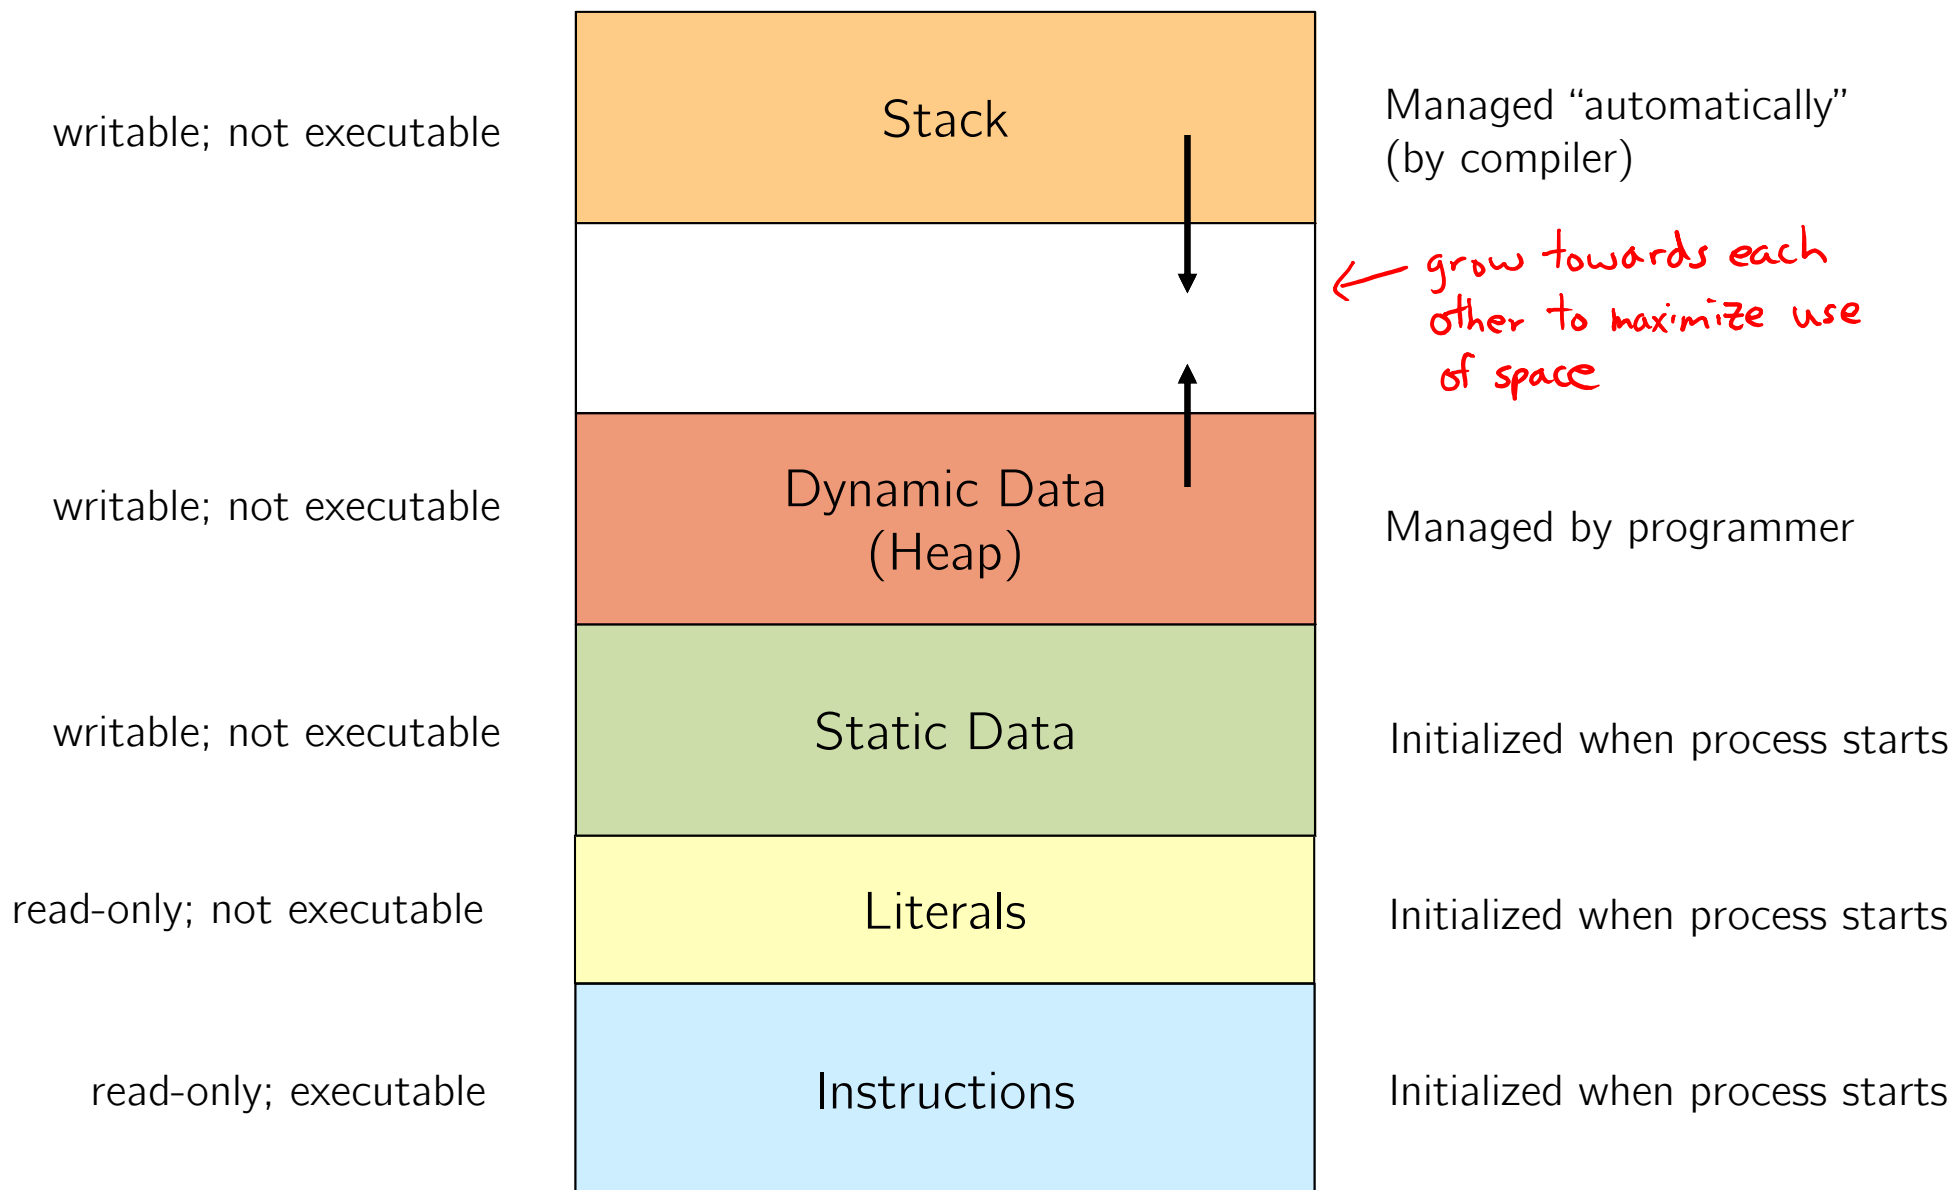 writable; not executable
Stack
Managed “automatically”
(by compiler)
grow towards each
other to maximize use
of space
writable; not executable
Dynamic Data
(Heap)
Managed by programmer
writable; not executable
Static Data
Initialized when process starts
read-only; not executable
Literals
Initialized when process starts
read-only; executable
Instructions
Initialized when process starts